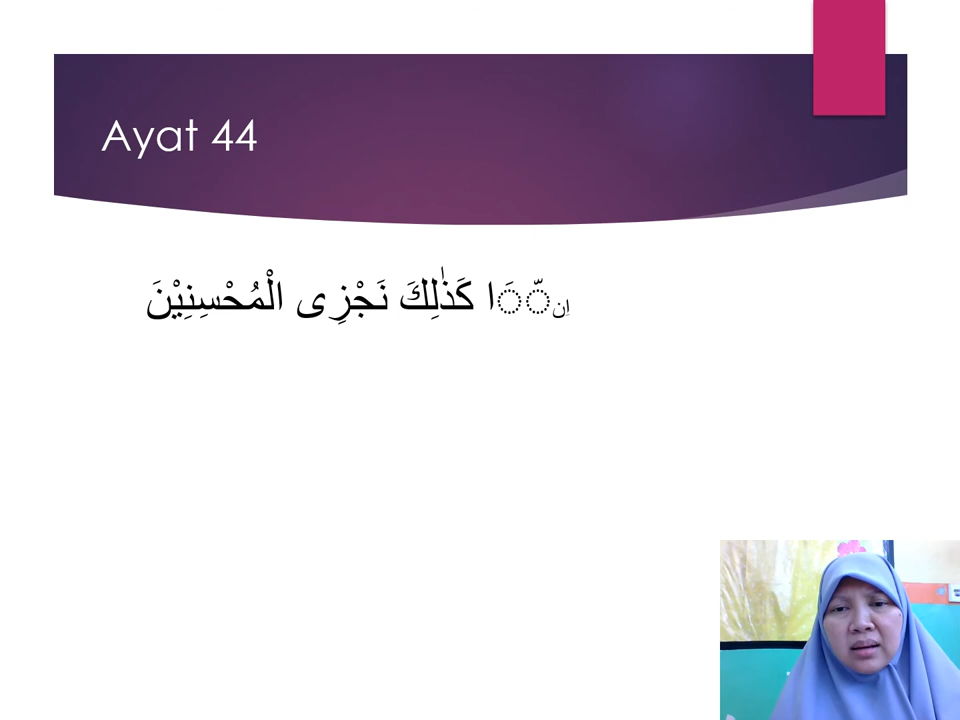 Ayat 44
اِن ّ َا كَذٰلِكَ نَجْزِى الْمُحْسِنِيْنَ